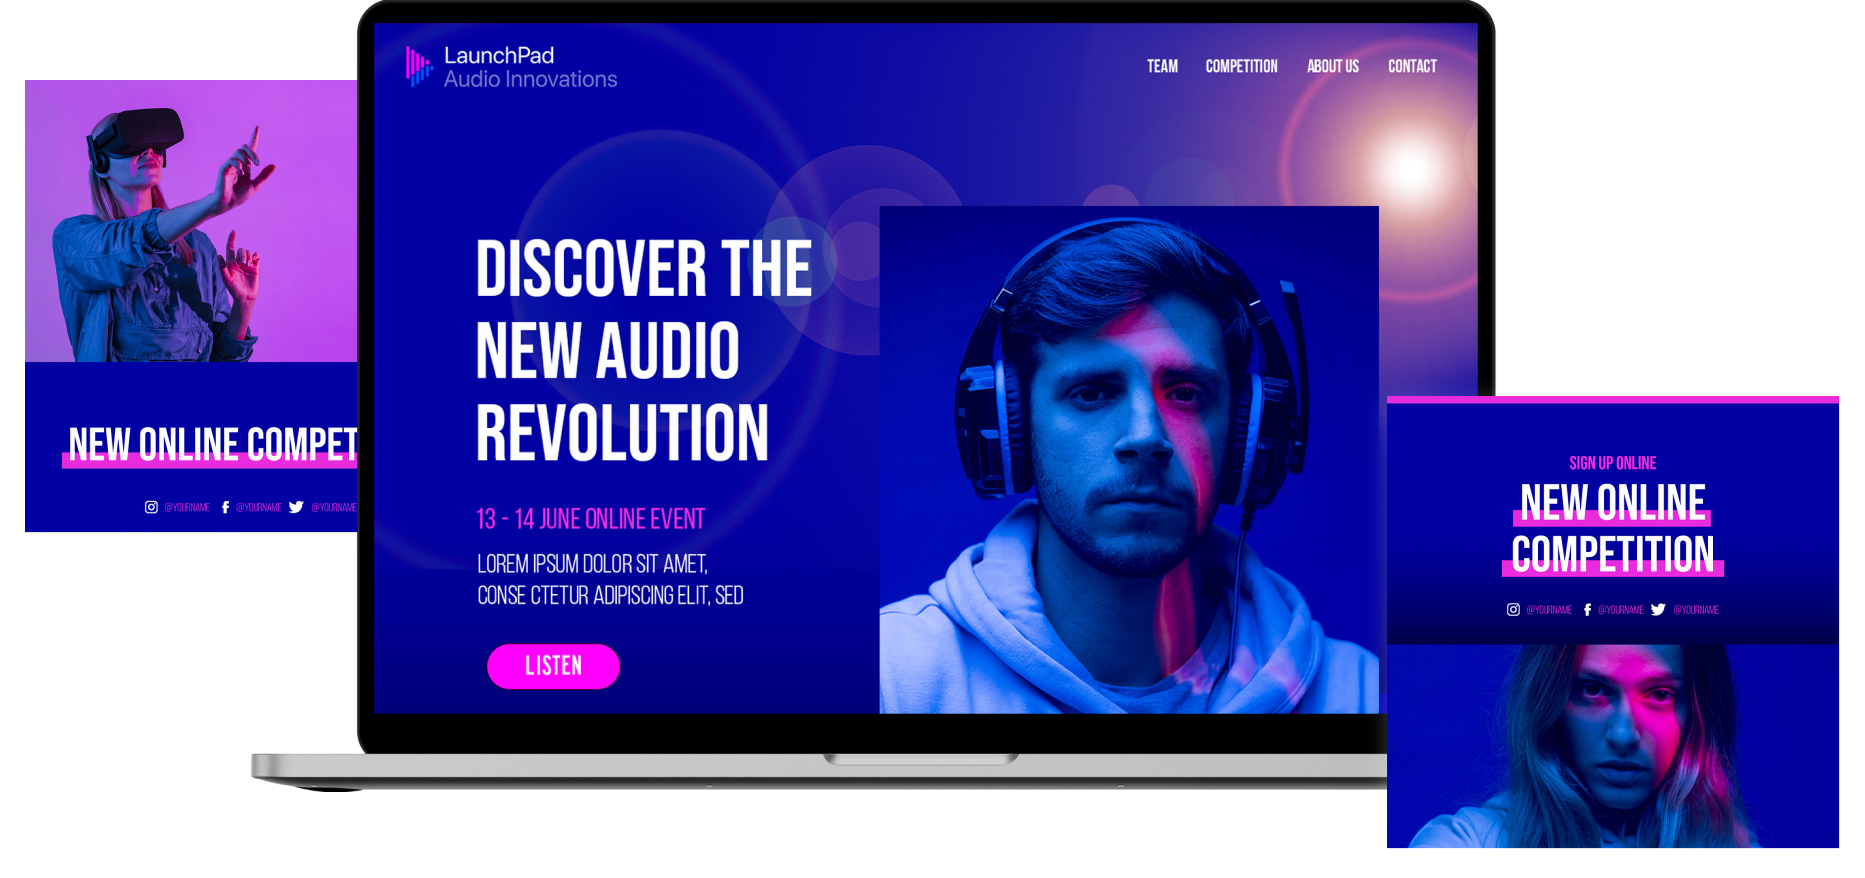 LaunchPad
Audio Innovations
TEAM COMPETITION ABOUT US CONTACT
DISCOVER THE
NEW AUDIO
REVOLUTION
13 - 14 JUNE ONLINE EVENT
LOREM IPSUM DOLOR SIT AMET,
CONSE CTETUR ADIPISCING ELIT, SED
LISTEN
NEW ONLINE COMPET
@YOURNAME @YOURNAME @YOURNAME
SIGN UP ONLINE
NEW ONLINE
COMPETITION
@YOURNAME @YOURNAME @YOURNAME